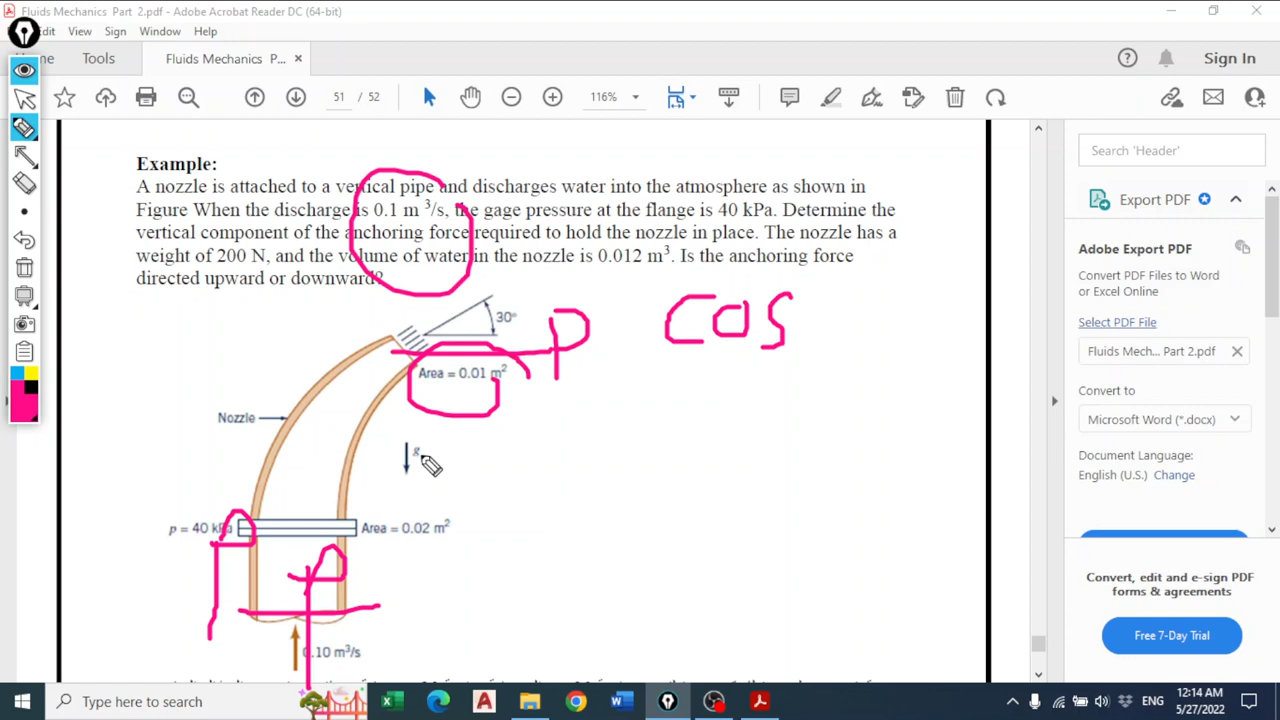 Fluids Mechanics Part 2.pdf - Adobe Acrobat Reader DC (64-bit)
Edit View Sign Window Help
Home Tools Fluids Mechanics P... × Sign In
51 / 52 116%
Example:
A nozzle is attached to a vertical pipe and discharges water into the atmosphere as shown in
Figure When the discharge is 0.1 m ³/s, the gage pressure at the flange is 40 kPa. Determine the
vertical component of the anchoring force required to hold the nozzle in place. The nozzle has a
weight of 200 N, and the volume of water in the nozzle is 0.012 m³. Is the anchoring force
directed upward or downward?
30°
P COS
Area = 0.01 m²
Nozzle
g
p = 40 kPa Area = 0.02 m²
P
P
0.10 m³/s
Search 'Header'
Export PDF
Adobe Export PDF
Convert PDF Files to Word
or Excel Online
Select PDF File
Fluids Mech... Part 2.pdf
Convert to
Microsoft Word (*.docx)
Document Language:
English (U.S.) Change
Convert, edit and e-sign PDF
forms & agreements
Free 7-Day Trial
Type here to search
ENG
12:14 AM
5/27/2022